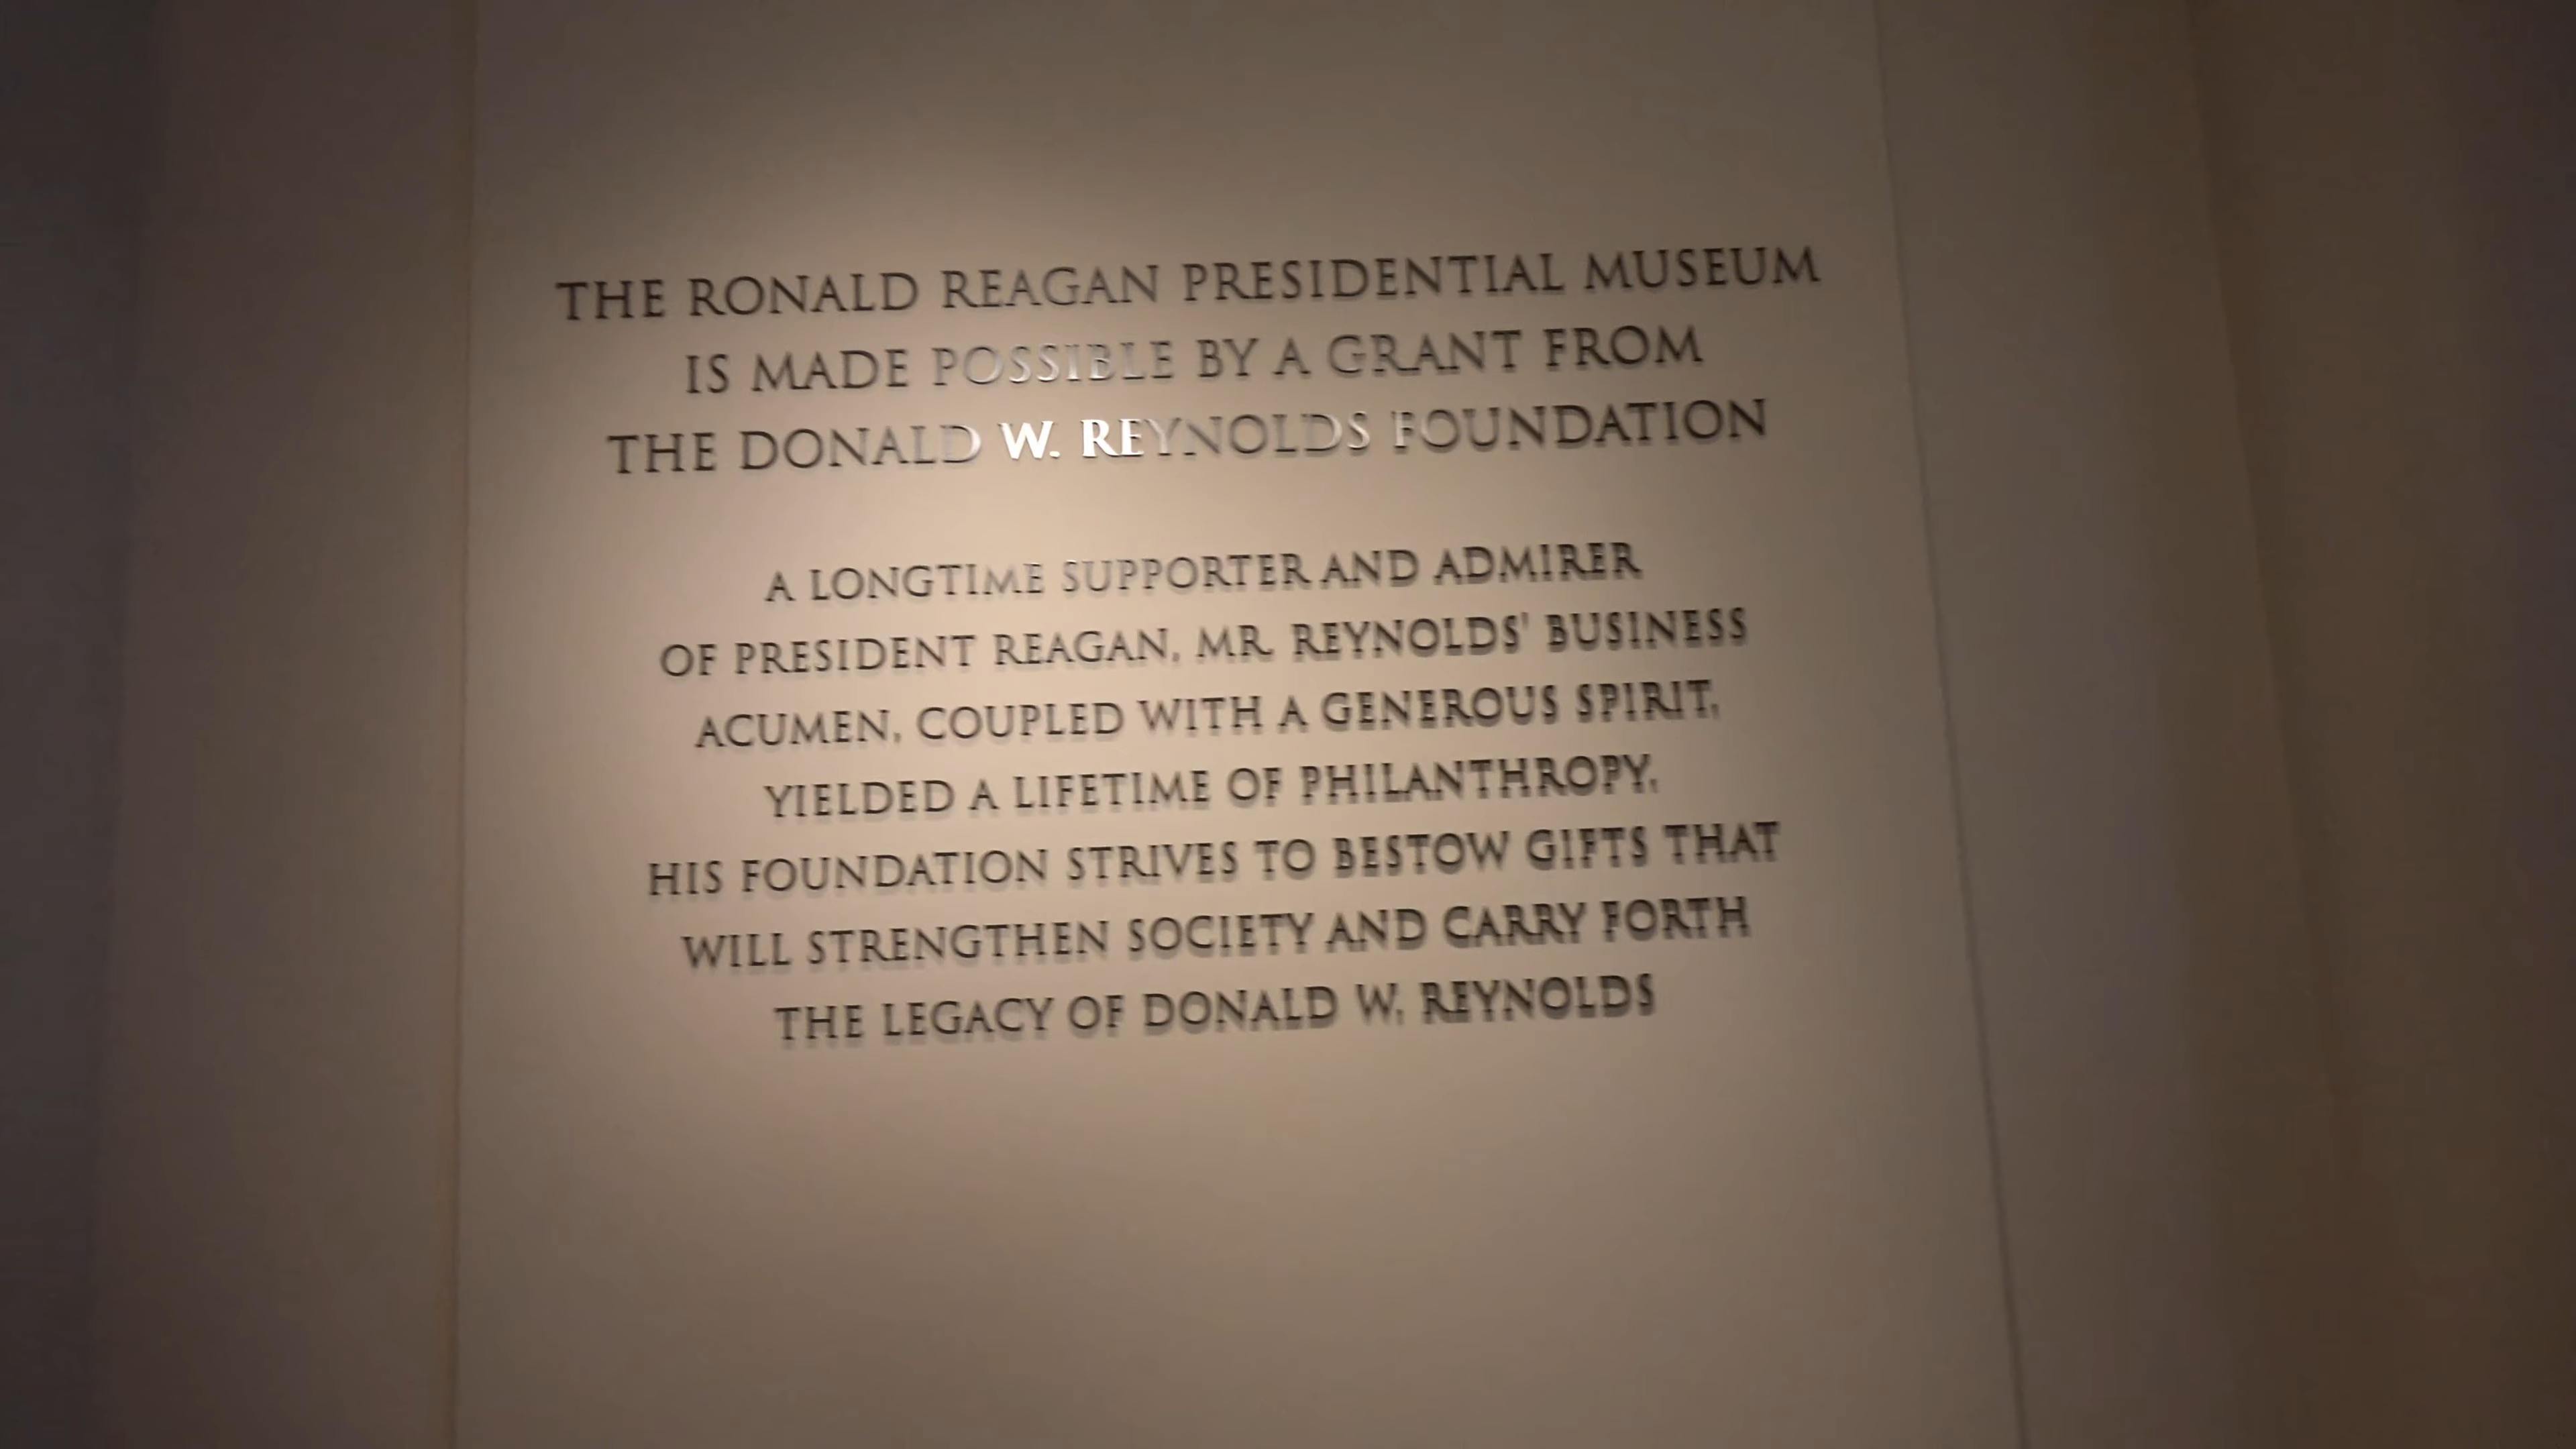 THE RONALD REAGAN PRESIDENTIAL MUSEUM
IS MADE POSSIBLE BY A GRANT FROM
THE DONALD W. REYNOLDS FOUNDATION
A LONGTIME SUPPORTER AND ADMIRER
OF PRESIDENT REAGAN, MR. REYNOLDS' BUSINESS
ACUMEN, COUPLED WITH A GENEROUS SPIRIT,
YIELDED A LIFETIME OF PHILANTHROPY.
HIS FOUNDATION STRIVES TO BESTOW GIFTS THAT
WILL STRENGTHEN SOCIETY AND CARRY FORTH
THE LEGACY OF DONALD W. REYNOLDS